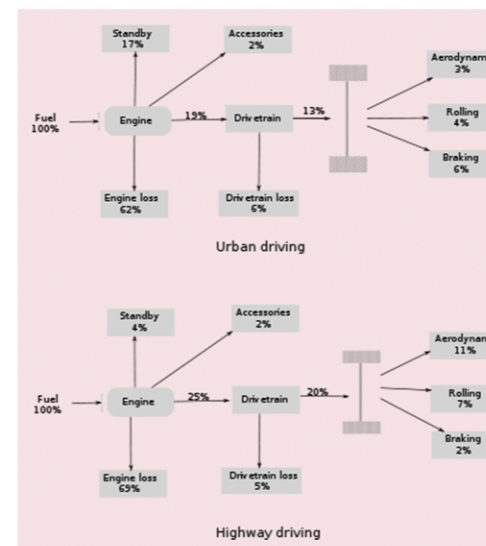 Standby
17%
Accessories
2%
Aerodynam
3%
Fuel
100%
Engine
19%
Drivetrain
13%
Rolling
4%
Braking
6%
Engine loss
62%
Drivetrain loss
6%
Urban driving
Standby
4%
Accessories
2%
Aerodynam
11%
Fuel
100%
Engine
25%
Drivetrain
20%
Rolling
7%
Braking
2%
Engine loss
69%
Drivetrain loss
5%
Highway driving